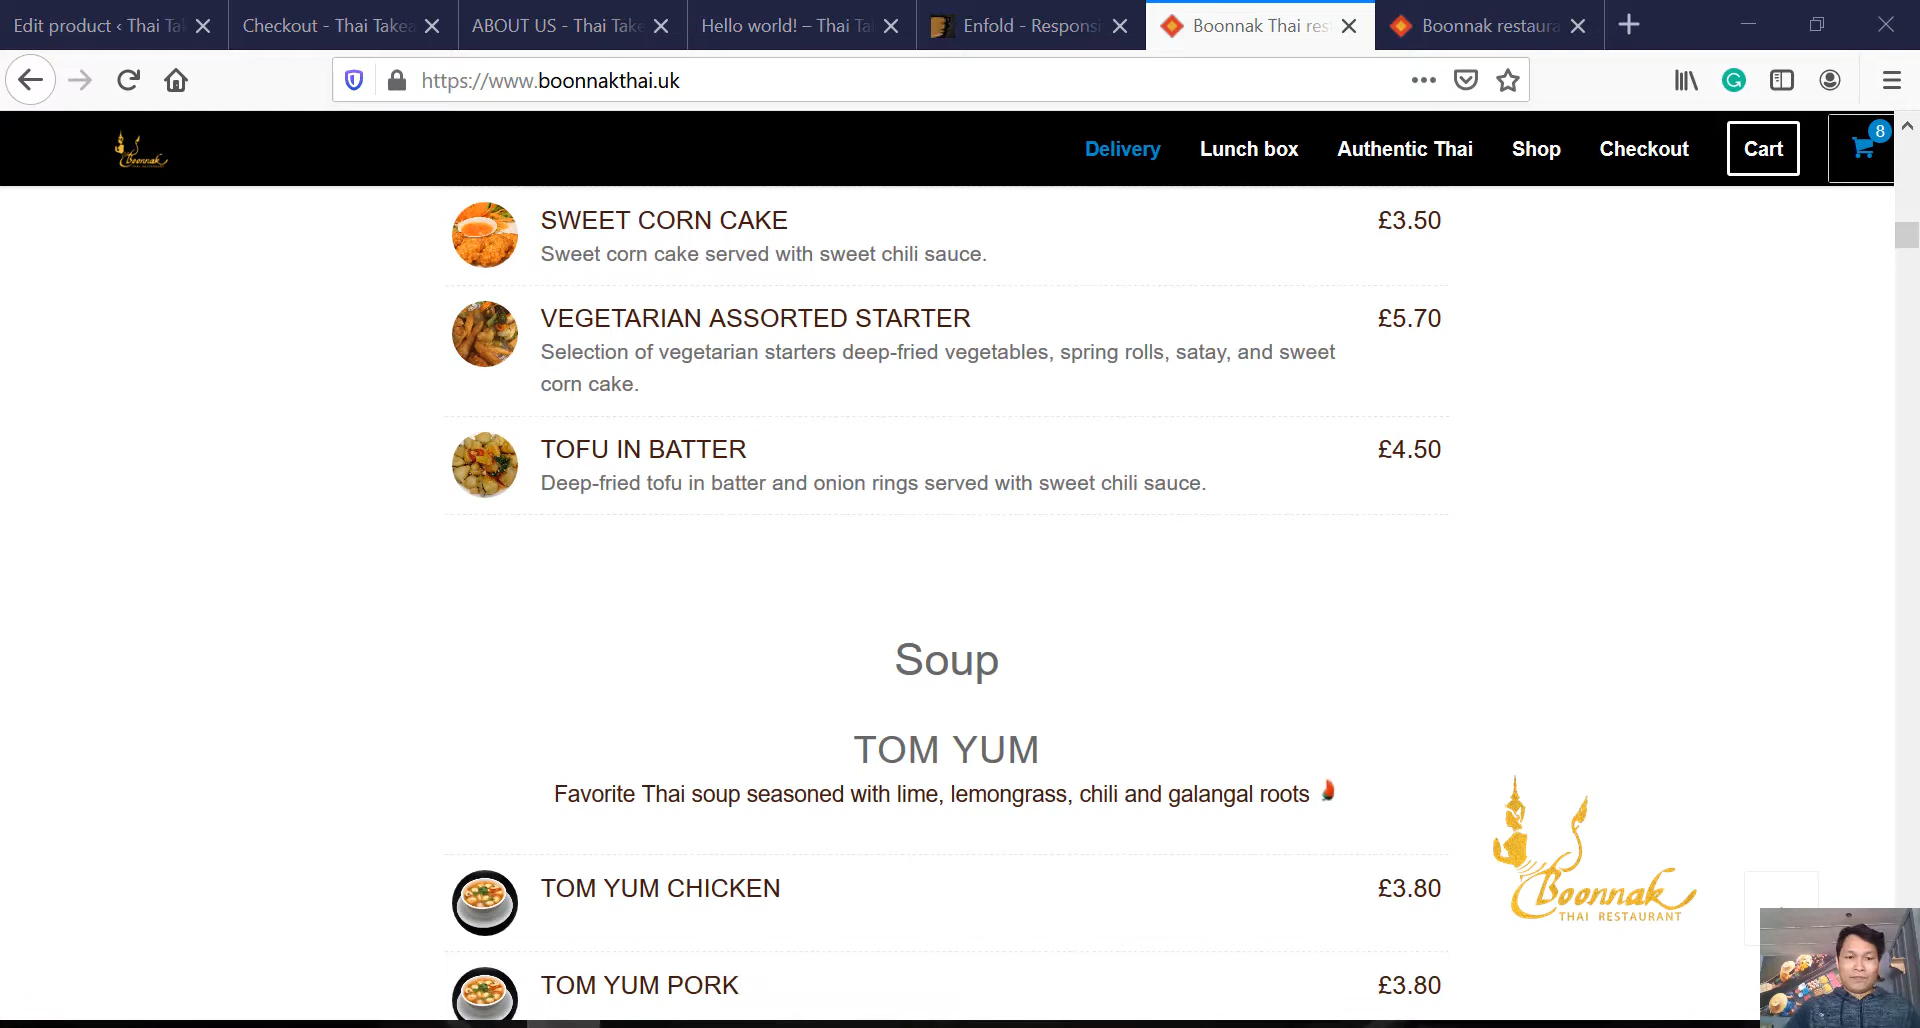 Edit product ‹ Thai Tak
Checkout - Thai Takea
ABOUT US - Thai Take
Hello world! – Thai Ta
Enfold - Responsi
Boonnak Thai res
Boonnak restaura
https://www.boonnakthai.uk
Boonnak
Delivery
Lunch box
Authentic Thai
Shop
Checkout
Cart
8
SWEET CORN CAKE £3.50
Sweet corn cake served with sweet chili sauce.
VEGETARIAN ASSORTED STARTER £5.70
Selection of vegetarian starters deep-fried vegetables, spring rolls, satay, and sweet
corn cake.
TOFU IN BATTER £4.50
Deep-fried tofu in batter and onion rings served with sweet chili sauce.
Soup
TOM YUM
Favorite Thai soup seasoned with lime, lemongrass, chili and galangal roots
TOM YUM CHICKEN £3.80
Boonnak
THAI RESTAURANT
TOM YUM PORK £3.80